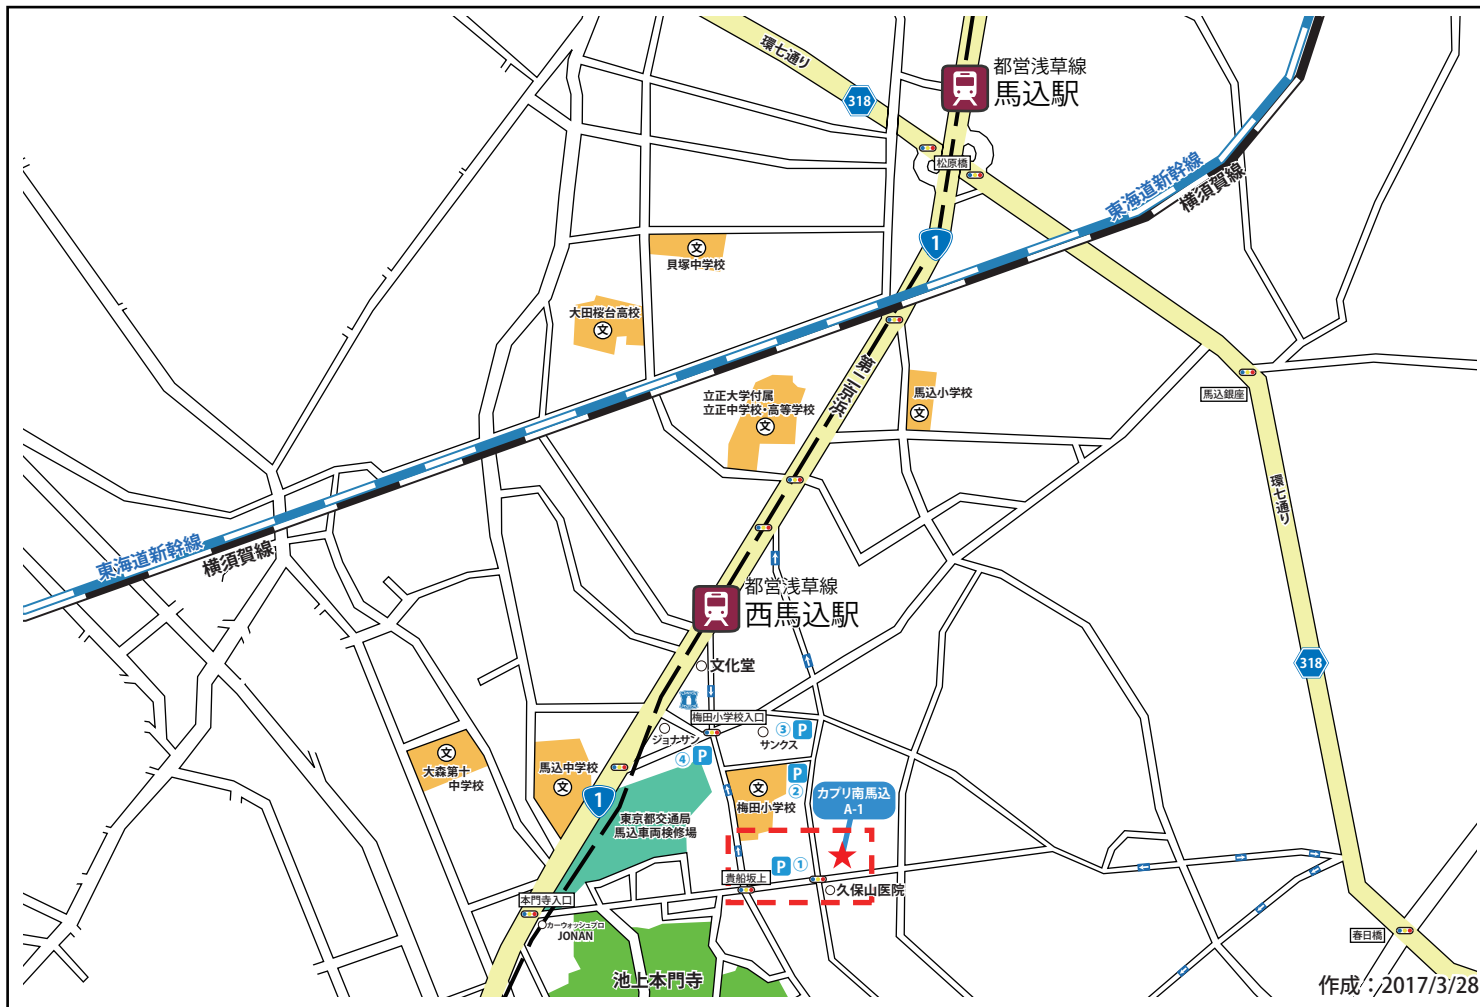 環七通り
都営浅草線
馬込駅
318
松原橋
東海道新幹線
横須賀線
1
貝塚中学校
文
大田桜台高校
文
第二京浜
立正大学付属
立正中学校・高等学校
文
馬込小学校
文
馬込銀座
環七通り
東海道新幹線
横須賀線
都営浅草線
西馬込駅
文化堂
318
梅田小学校入口
ジョナサン
サンクス
③ P
④ P
文
大森第十
中学校
馬込中学校
文
1
P
②
文
梅田小学校
カプリ南馬込
A-1
東京都交通局
馬込車両検修場
P ①
貴船坂上
久保山医院
本門寺入口
カーウォッシュプロ
JONAN
春日橋
池上本門寺
作成：2017/3/28